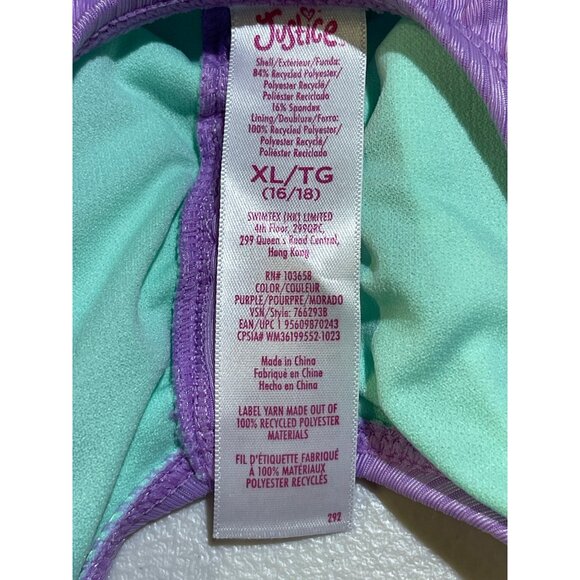 Justice
Shell/Extérieur/Funda:
84% Recycled Polyester/
Polyester Recyclé/
Poliéster Reciclado
16% Spandex
Lining/Doublure/Forro:
100% Recycled Polyester/
Polyester Recyclé/
Poliéster Reciclado
XL/TG
(16/18)
SWIMTEX (HK) LIMITED
4th Floor, 299QRC,
299 Queen's Road Central,
Hong Kong
RN# 103658
COLOR/COULEUR
PURPLE/POURPRE/MORADO
VSN/Style: 766293B
EAN/UPC | 95609870243
CPSIA# WM36199552-1023
Made in China
Fabriqué en Chine
Hecho en China
LABEL YARN MADE OUT OF
100% RECYCLED POLYESTER
MATERIALS
FIL D'ÉTIQUETTE FABRIQUÉ
À 100% MATÉRIAUX
POLYESTER RECYCLÉS
292